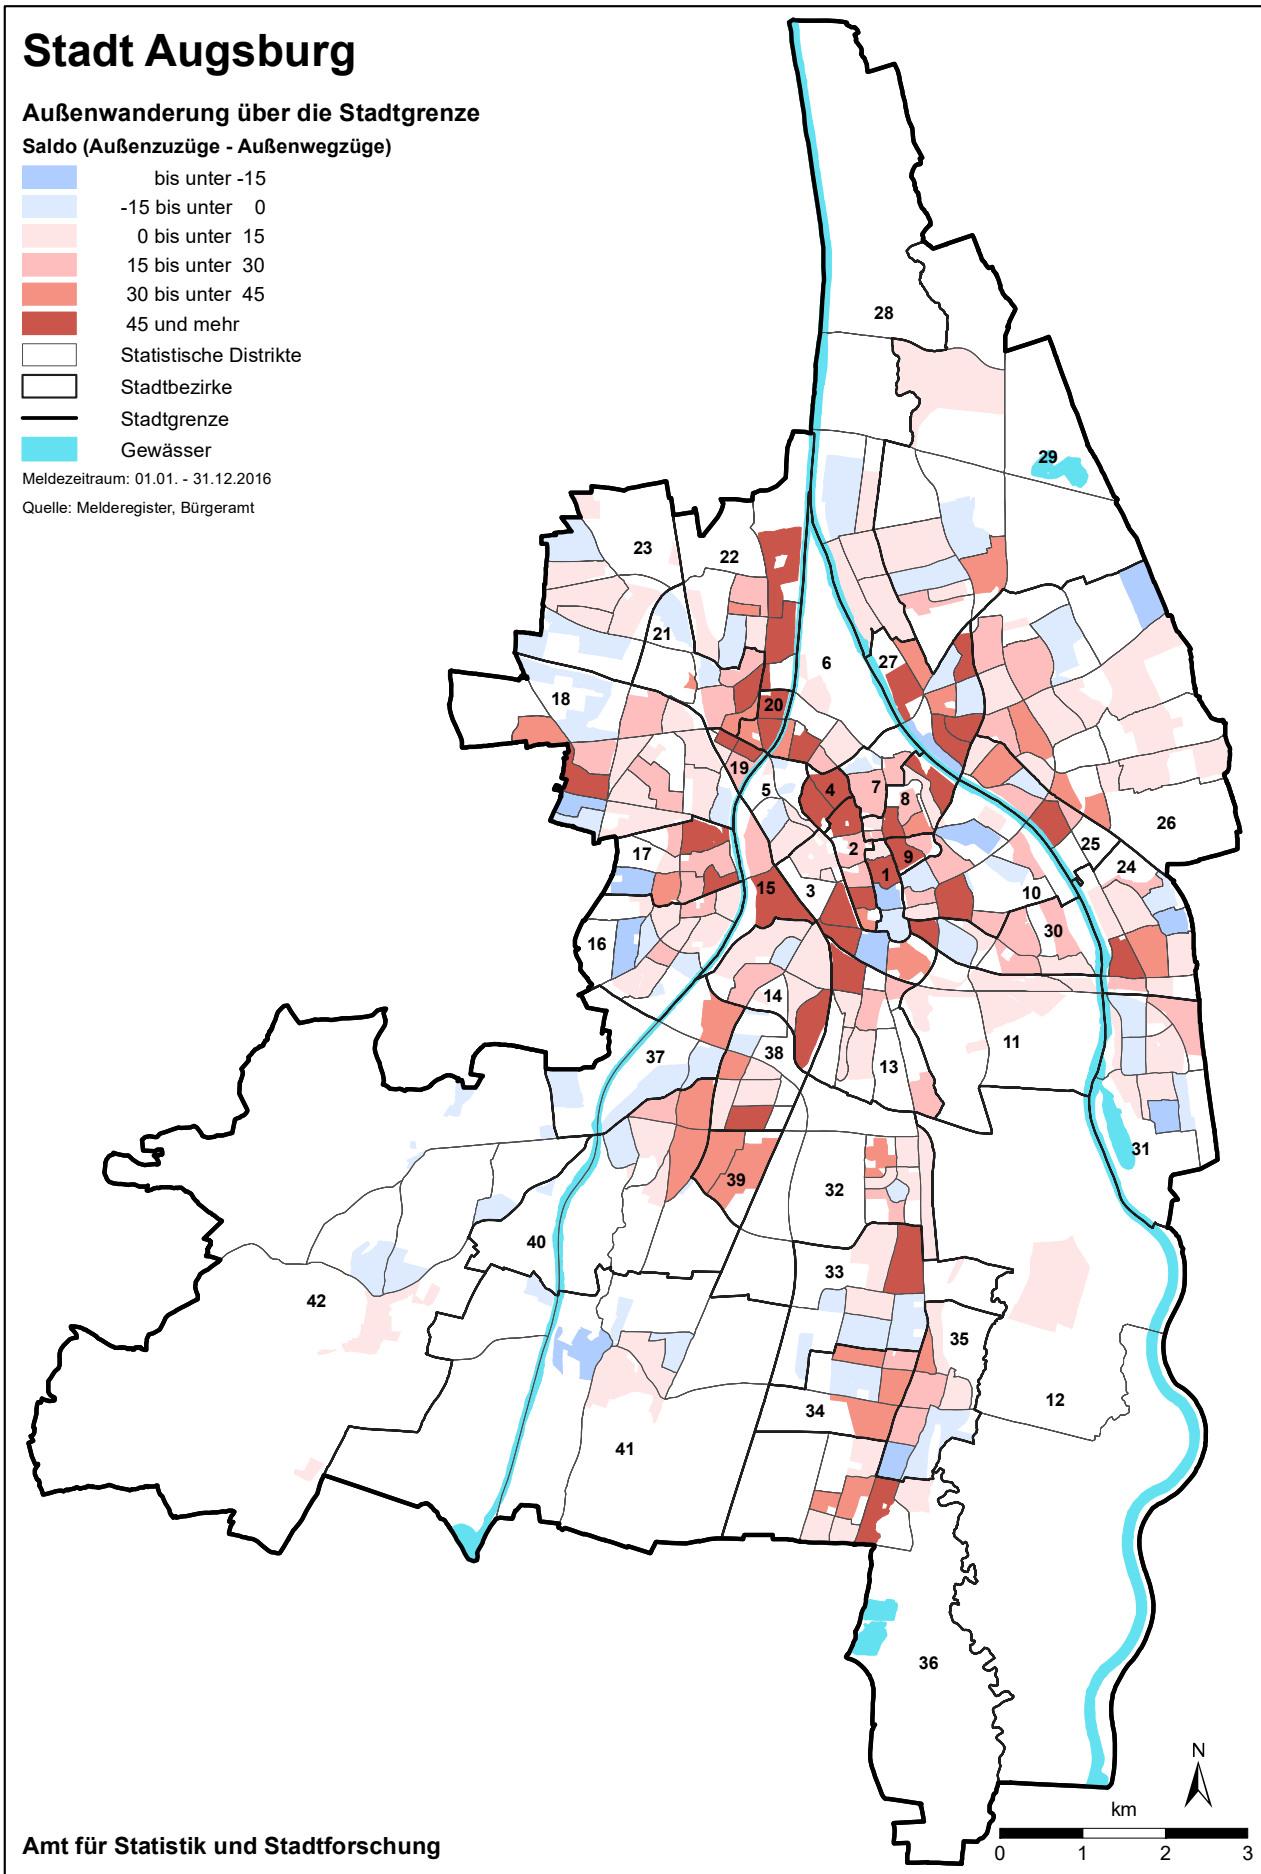 Stadt Augsburg
Außenwanderung über die Stadtgrenze
Saldo (Außenzuzüge - Außenwegzüge)
bis unter -15
-15 bis unter 0
0 bis unter 15
15 bis unter 30
30 bis unter 45
45 und mehr
Statistische Distrikte
Stadtbezirke
Stadtgrenze
Gewässer
Meldezeitraum: 01.01. - 31.12.2016
Quelle: Melderegister, Bürgeramt
28
29
23
22
21
6
27
18
20
19
5
4
7
8
26
25
24
17
2
9
1
15
3
10
30
16
14
11
37
38
13
31
39
32
40
33
42
35
12
34
41
36
N
km
0 1 2 3
Amt für Statistik und Stadtforschung